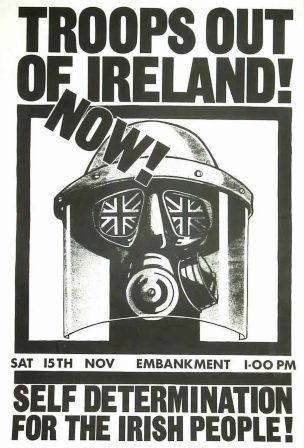 TROOPS OUT
OF IRELAND!
NOW!
SAT 15TH NOV EMBANKMENT 1·00 PM
SELF DETERMINATION
FOR THE IRISH PEOPLE!